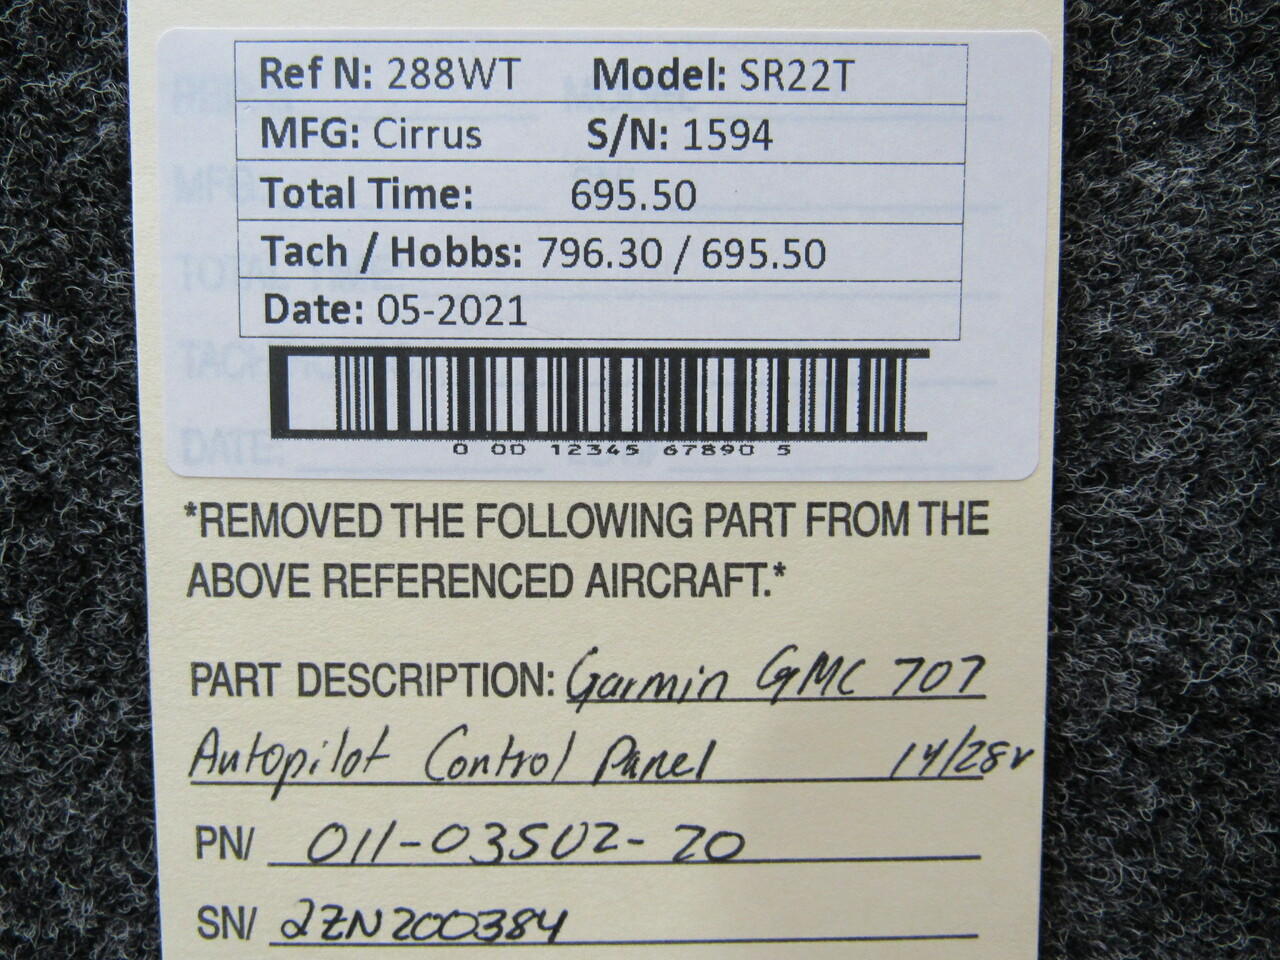 Ref N: 288WT Model: SR22T
MFG: Cirrus S/N: 1594
Total Time: 695.50
Tach / Hobbs: 796.30 / 695.50
Date: 05-2021
0 00 12345 67890 5
*REMOVED THE FOLLOWING PART FROM THE
ABOVE REFERENCED AIRCRAFT.*
PART DESCRIPTION: Garmin GMC 707
Autopilot Control Panel 14/28v
PN/ 011-03502-20
SN/ 2ZN200384